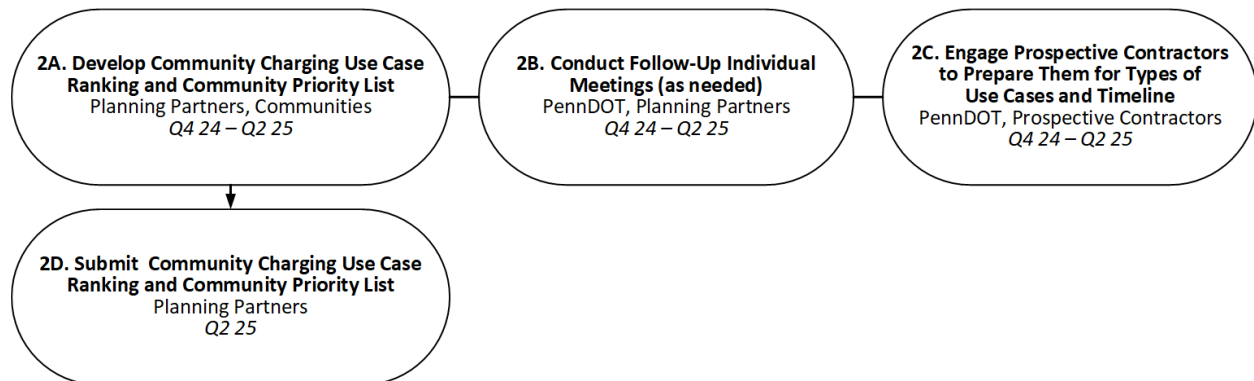 2A. Develop Community Charging Use Case
Ranking and Community Priority List
Planning Partners, Communities
Q4 24 – Q2 25
2B. Conduct Follow-Up Individual
Meetings (as needed)
PennDOT, Planning Partners
Q4 24 – Q2 25
2C. Engage Prospective Contractors
to Prepare Them for Types of
Use Cases and Timeline
PennDOT, Prospective Contractors
Q4 24 – Q2 25
2D. Submit  Community Charging Use Case
Ranking and Community Priority List
Planning Partners
Q2 25